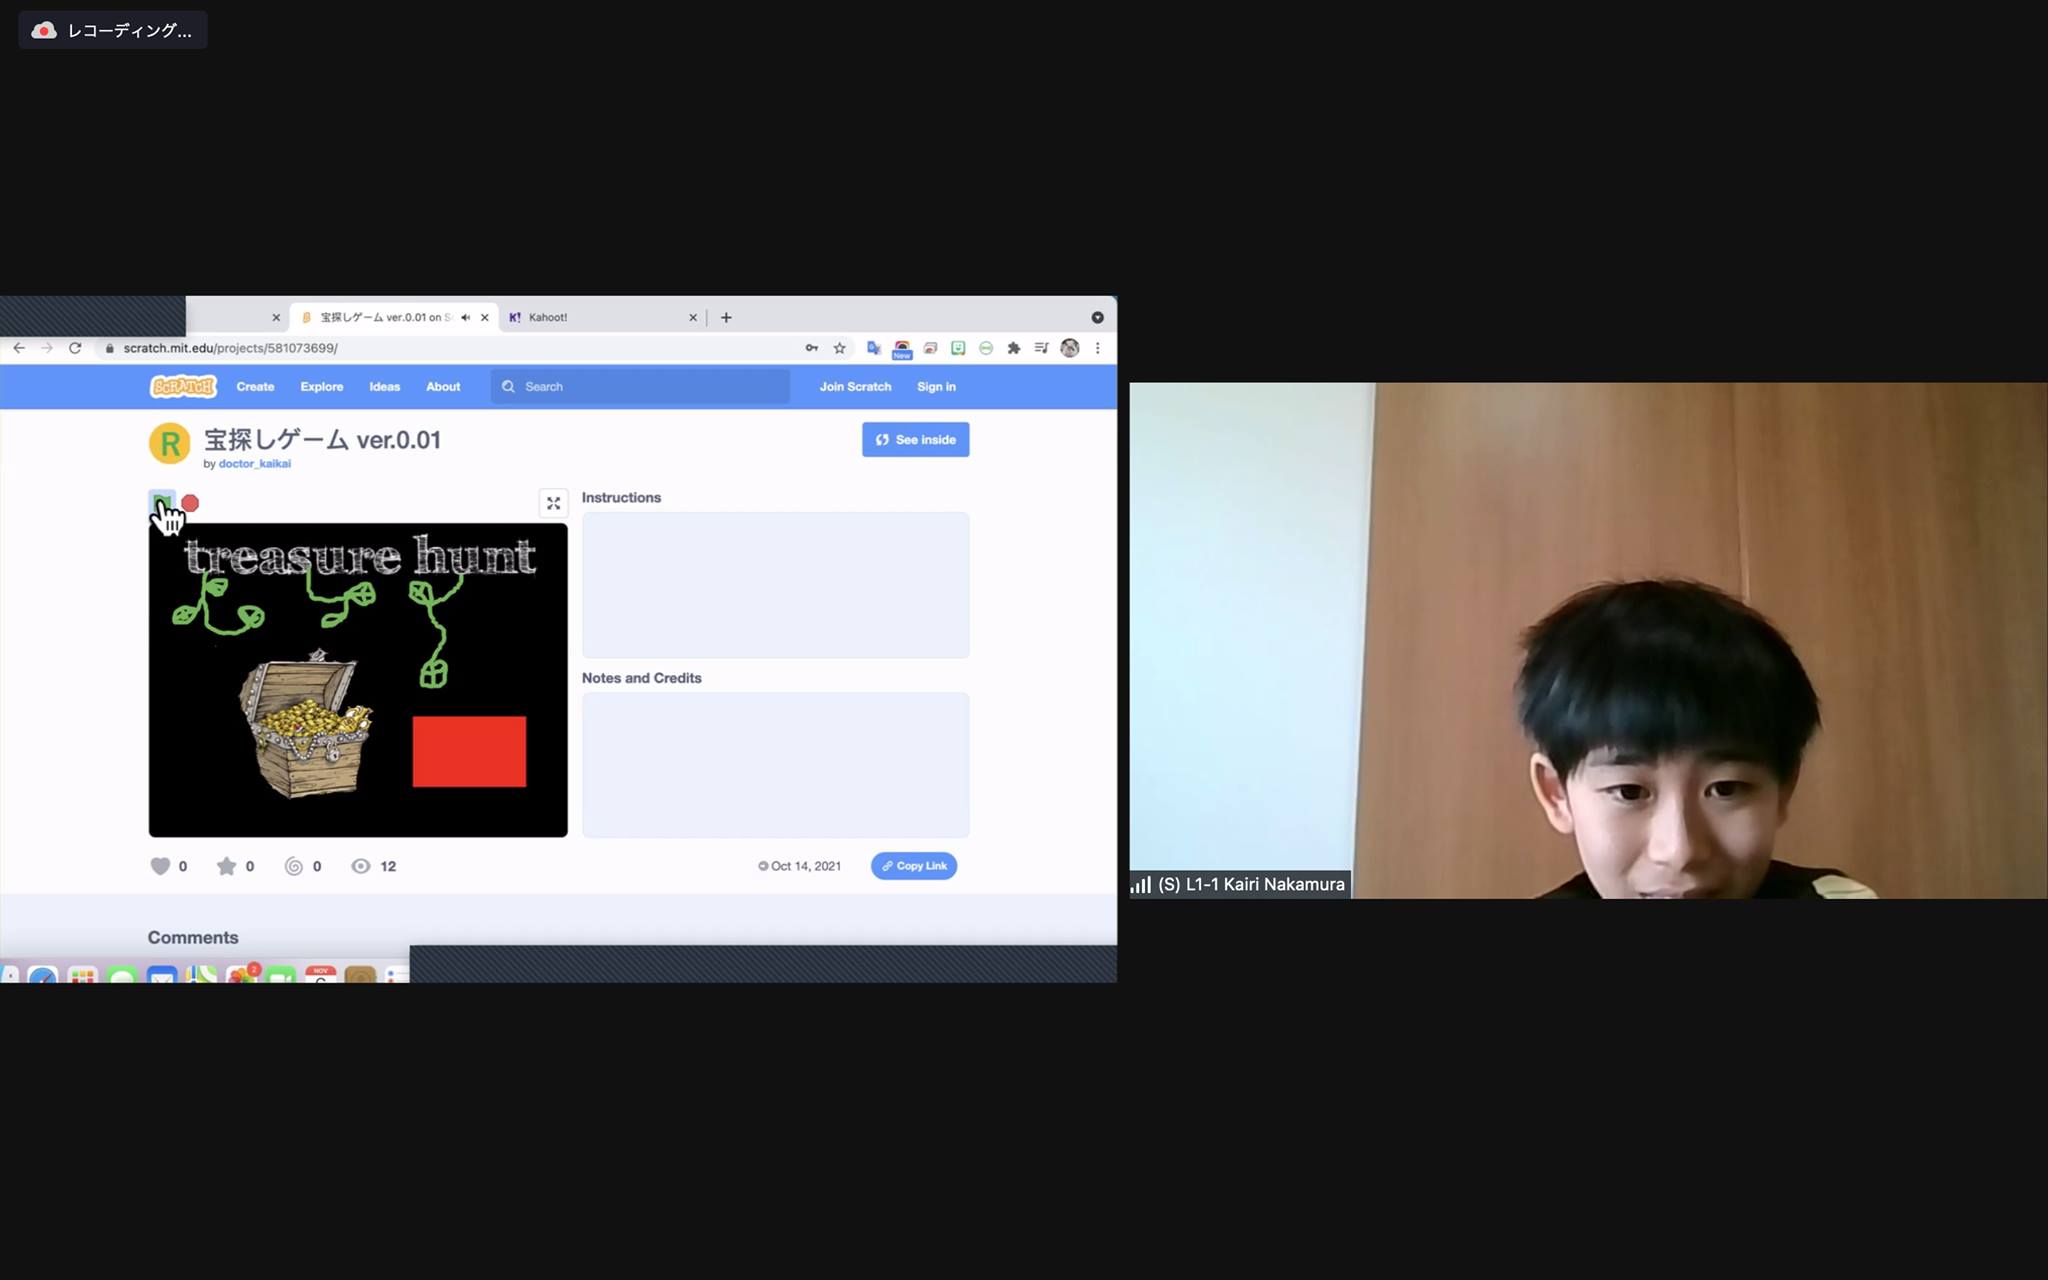 レコーディング...
宝探しゲーム ver.0.01 on S
K! Kahoot!
scratch.mit.edu/projects/581073699/
New
SCRATCH Create Explore Ideas About Search Join Scratch Sign in
R 宝探しゲーム ver.0.01
by doctor_kaikai
See inside
Instructions
treasure hunt
Notes and Credits
0 0 0 12
Oct 14, 2021
Copy Link
Comments
2
NOV
(S) L1-1 Kairi Nakamura